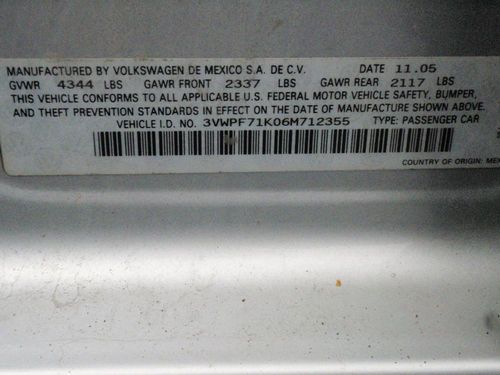 MANUFACTURED BY VOLKSWAGEN DE MEXICO S.A. DE C.V. DATE 11.05
GVWR 4344 LBS GAWR FRONT 2337 LBS GAWR REAR 2117 LBS
THIS VEHICLE CONFORMS TO ALL APPLICABLE U.S. FEDERAL MOTOR VEHICLE SAFETY, BUMPER,
AND THEFT PREVENTION STANDARDS IN EFFECT ON THE DATE OF MANUFACTURE SHOWN ABOVE.
VEHICLE I.D. NO. 3VWPF71K06M712355 TYPE: PASSENGER CAR
COUNTRY OF ORIGIN: